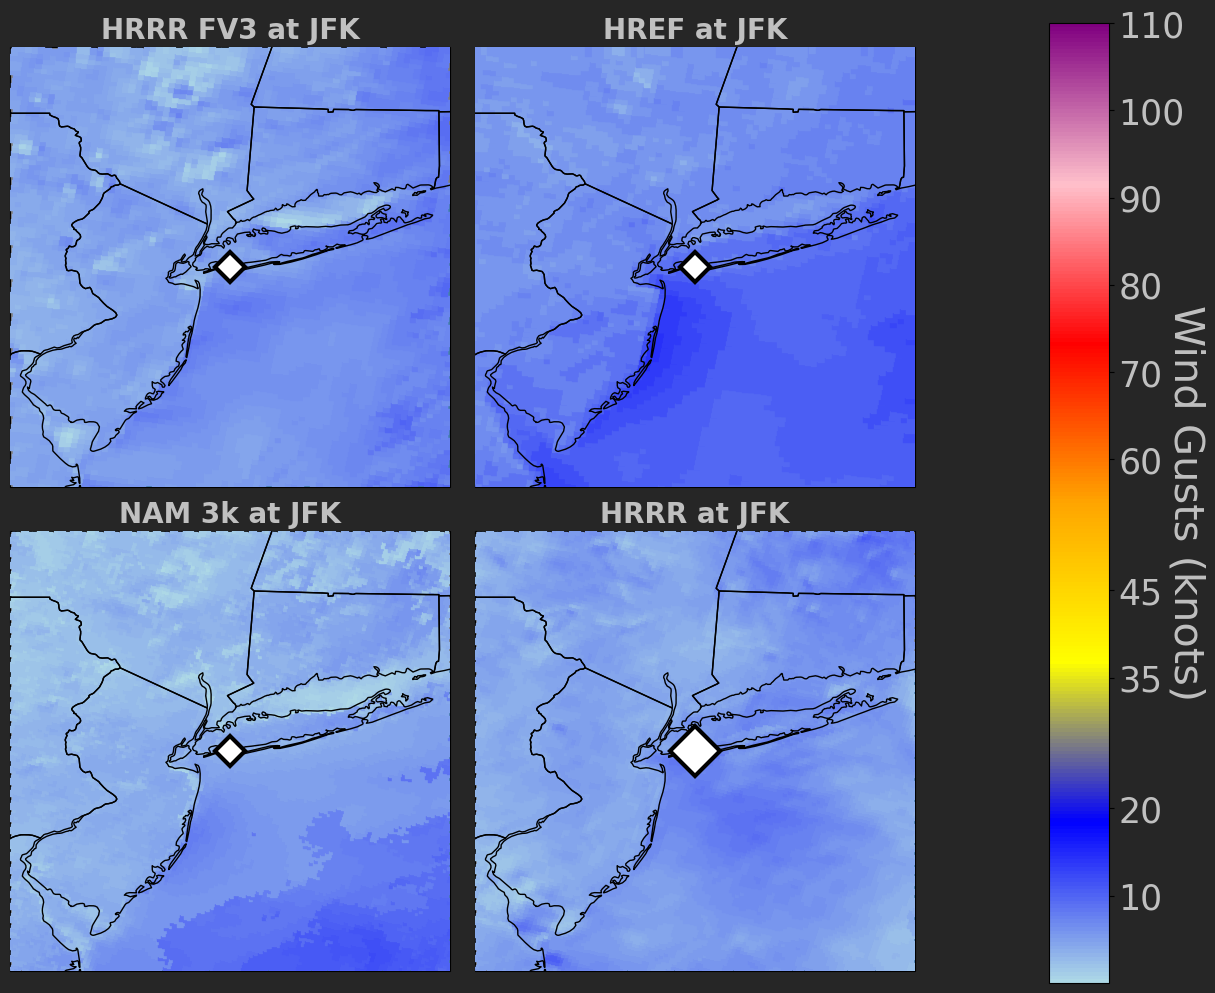 HRRR FV3 at JFK
HREF at JFK
NAM 3k at JFK
HRRR at JFK
110
100
90
80
70
60
45
35
20
10
Wind Gusts (knots)